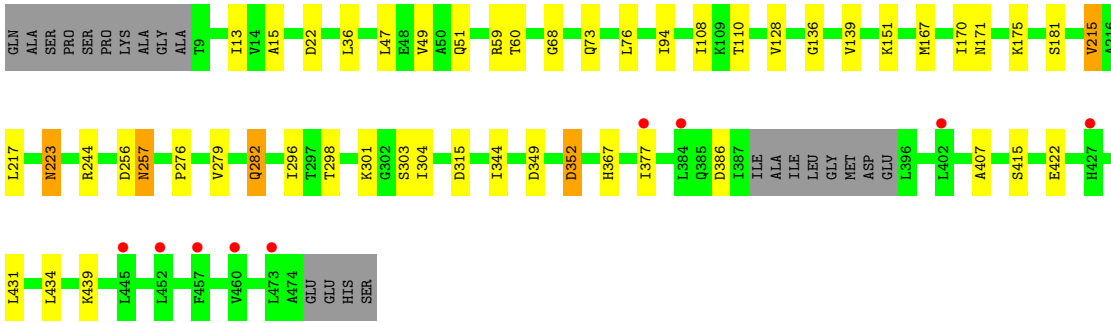 GLN ALA SER PRO SER PRO LYS ALA GLY ALA T9 I13 V14 A15 D22 L36 L47 E48 V49 A50 Q51 R59 T60 G68 Q73 L76 I94 I108 K109 T110 V128 G136 V139 K151 M167 I170 N171 K175 S181 V215 A216
L217 N223 R244 D256 N257 P276 V279 Q282 I296 T297 T298 K301 G302 S303 I304 D315 I344 D349 D352 H367 I377 L384 Q385 D386 I387 ILE ALA ILE LEU GLY MET ASP GLU L396 L402 A407 S415 E422 H427
L431 L434 K439 L445 L452 F457 V460 L473 A474 GLU GLU HIS SER